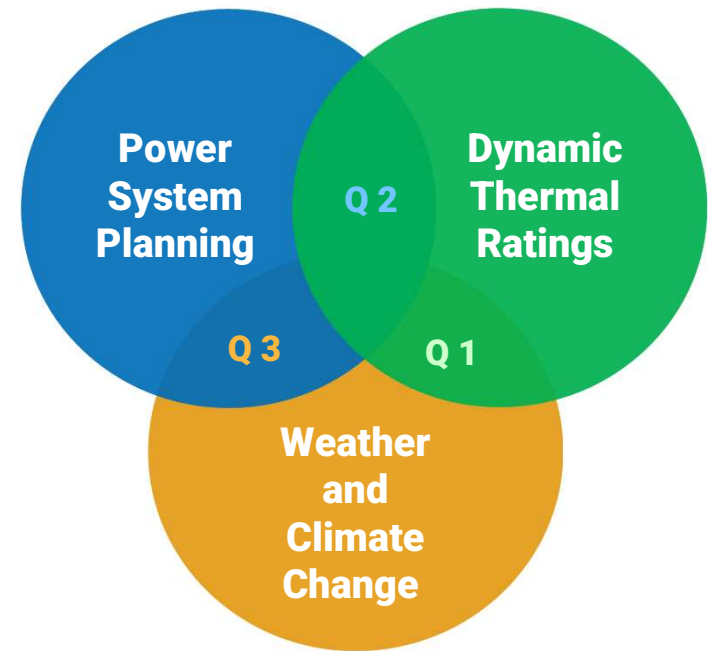 Power
System
Planning
Dynamic
Thermal
Ratings
Q 2
Q 3
Q 1
Weather
and
Climate
Change